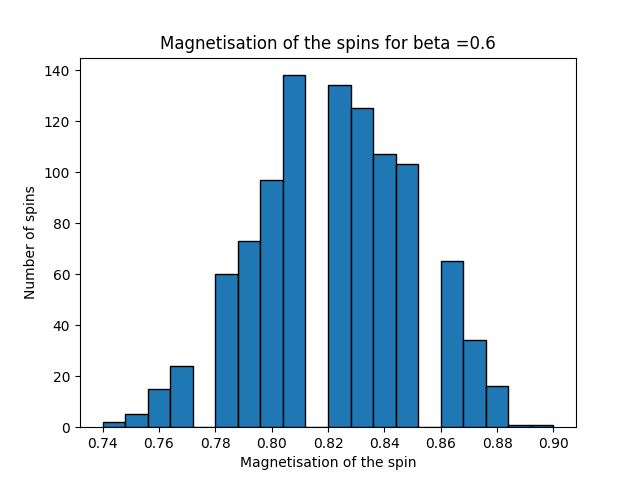 Magnetisation of the spins for beta =0.6
Number of spins
140
120
100
80
60
40
20
0
0.74 0.76 0.78 0.80 0.82 0.84 0.86 0.88 0.90
Magnetisation of the spin